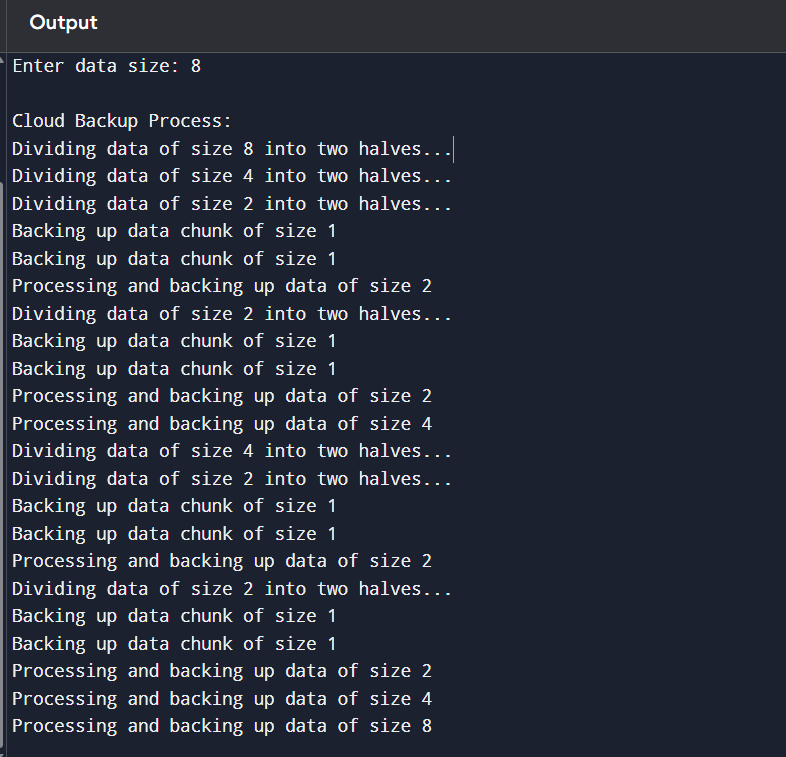 Output
Enter data size: 8
Cloud Backup Process:
Dividing data of size 8 into two halves...
Dividing data of size 4 into two halves...
Dividing data of size 2 into two halves...
Backing up data chunk of size 1
Backing up data chunk of size 1
Processing and backing up data of size 2
Dividing data of size 2 into two halves...
Backing up data chunk of size 1
Backing up data chunk of size 1
Processing and backing up data of size 2
Processing and backing up data of size 4
Dividing data of size 4 into two halves...
Dividing data of size 2 into two halves...
Backing up data chunk of size 1
Backing up data chunk of size 1
Processing and backing up data of size 2
Dividing data of size 2 into two halves...
Backing up data chunk of size 1
Backing up data chunk of size 1
Processing and backing up data of size 2
Processing and backing up data of size 4
Processing and backing up data of size 8